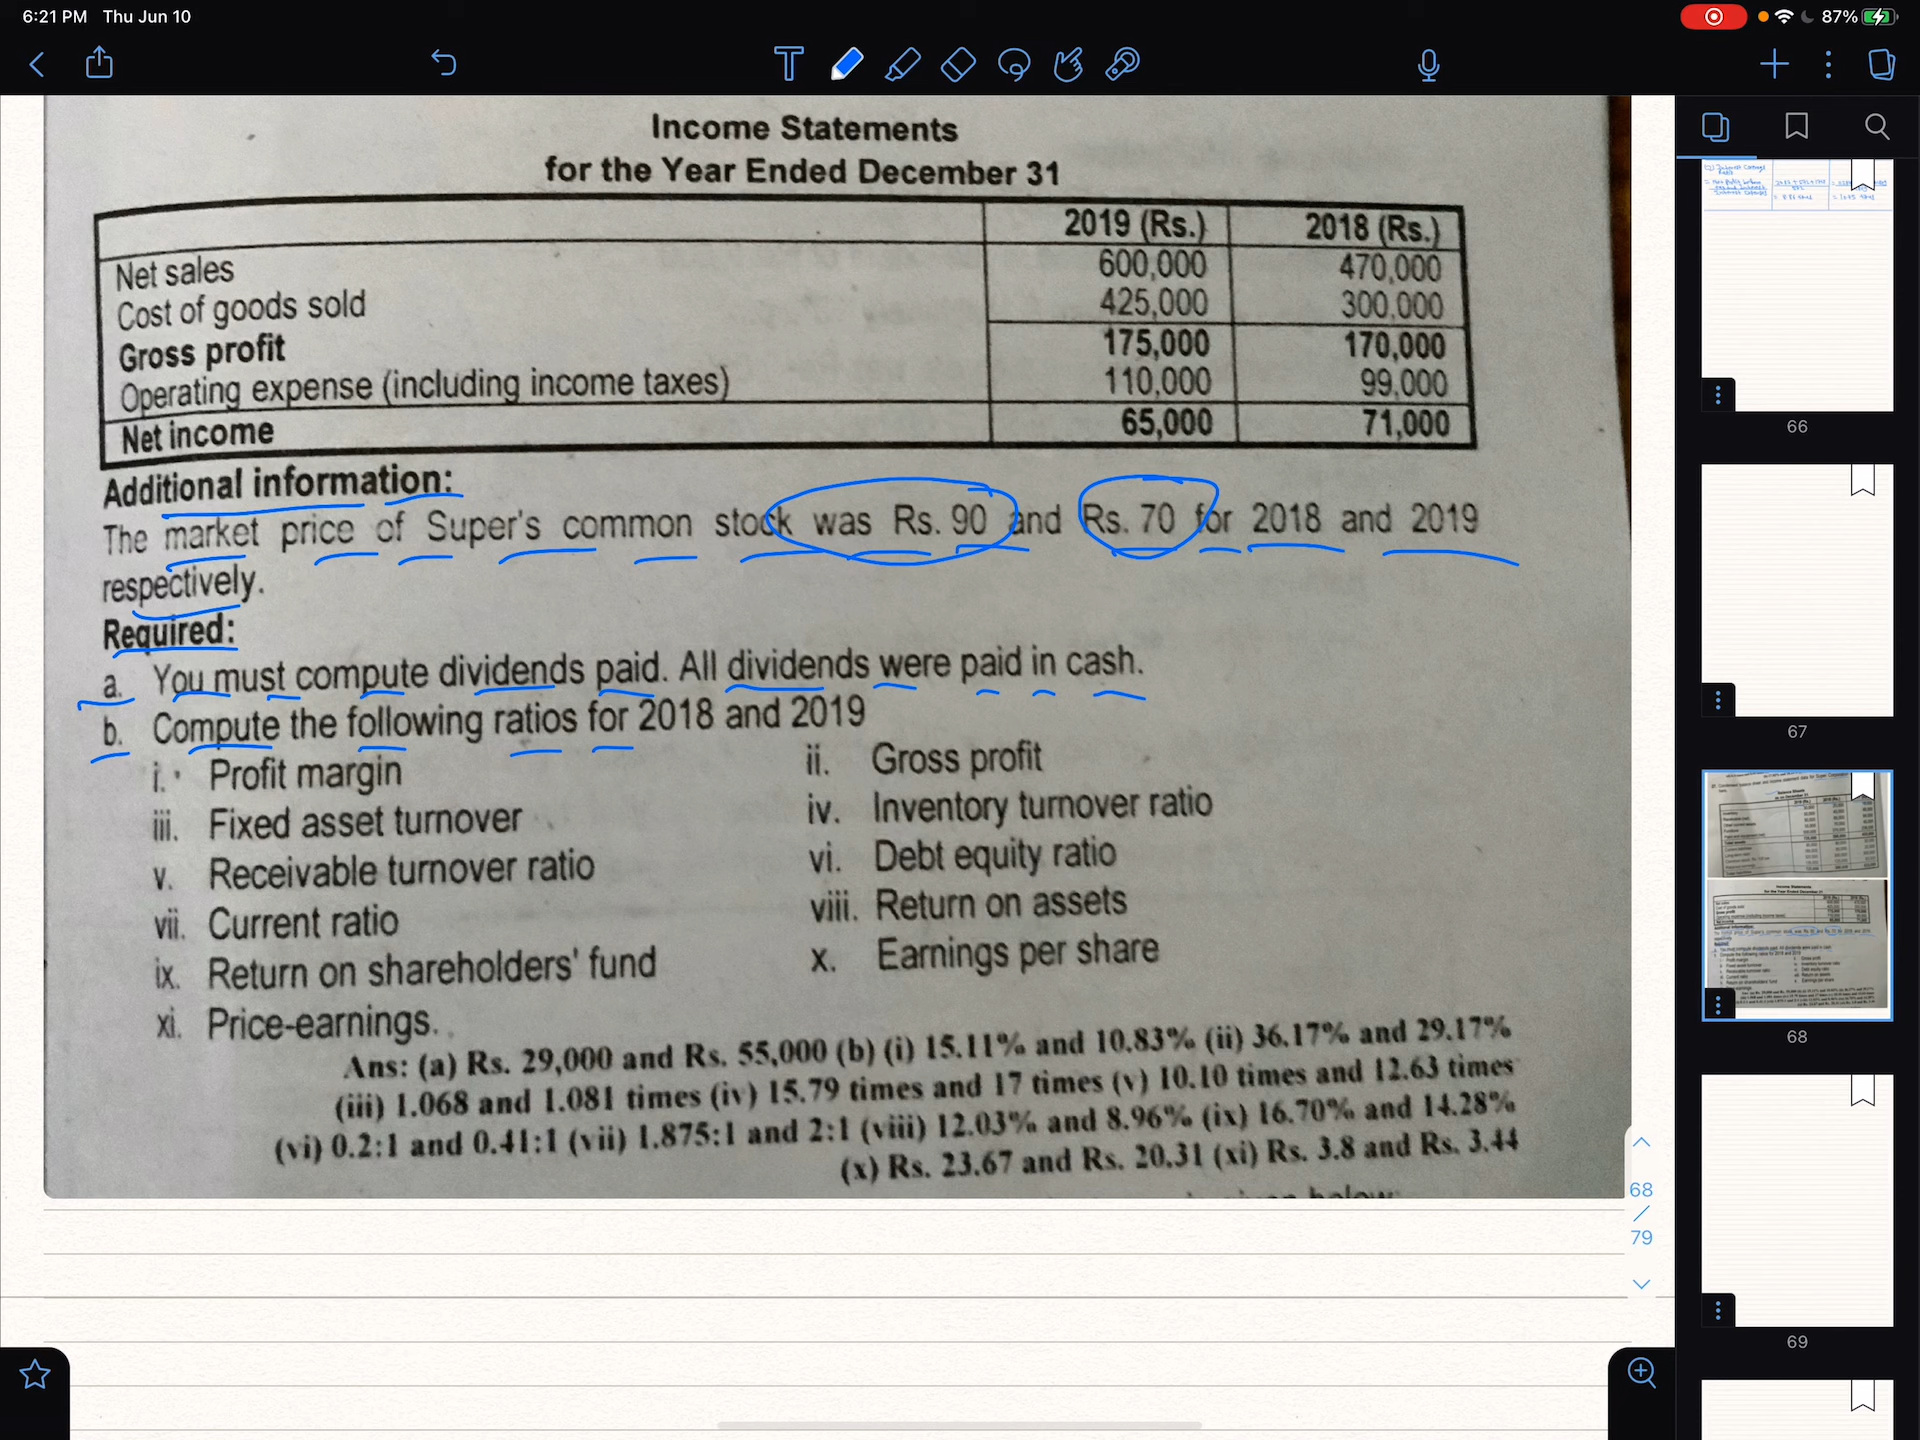 6:21 PM Thu Jun 10
87%
Income Statements
for the Year Ended December 31
2019 (Rs.) 2018 (Rs.)
Net sales 600,000 470,000
Cost of goods sold 425,000 300,000
Gross profit 175,000 170,000
Operating expense (including income taxes) 110,000 99,000
Net income 65,000 71,000
Additional information:
The market price of Super's common stock was Rs. 90 and Rs. 70 for 2018 and 2019
respectively.
Required:
a. You must compute dividends paid. All dividends were paid in cash.
b. Compute the following ratios for 2018 and 2019
i. Profit margin ii. Gross profit
iii. Fixed asset turnover iv. Inventory turnover ratio
v. Receivable turnover ratio vi. Debt equity ratio
vii. Current ratio viii. Return on assets
ix. Return on shareholders' fund x. Earnings per share
xi. Price-earnings.
Ans: (a) Rs. 29,000 and Rs. 55,000 (b) (i) 15.11% and 10.83% (ii) 36.17% and 29.17%
(iii) 1.068 and 1.081 times (iv) 15.79 times and 17 times (v) 10.10 times and 12.63 times
(vi) 0.2:1 and 0.41:1 (vii) 1.875:1 and 2:1 (viii) 12.03% and 8.96% (ix) 16.70% and 14.28%
(x) Rs. 23.67 and Rs. 20.31 (xi) Rs. 3.8 and Rs. 3.44
68
/
79
66
67
68
69